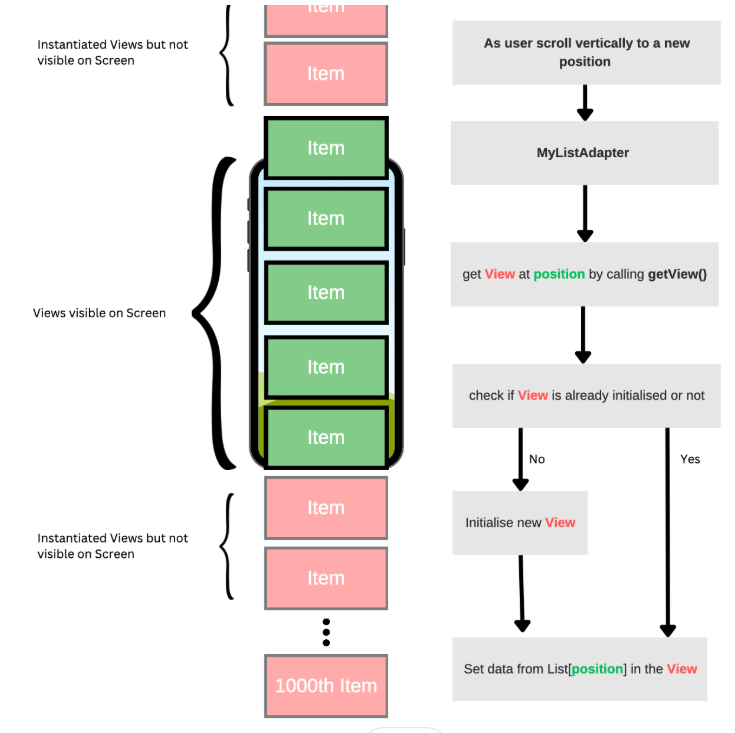 Item
Instantiated Views but not
visible on Screen
Item
Item
Item
Item
Views visible on Screen
Item
Item
Item
Instantiated Views but not
visible on Screen
Item
1000th Item
As user scroll vertically to a new
position
MyListAdapter
get View at position by calling getView()
check if View is already initialised or not
No
Yes
Initialise new View
Set data from List[position] in the View